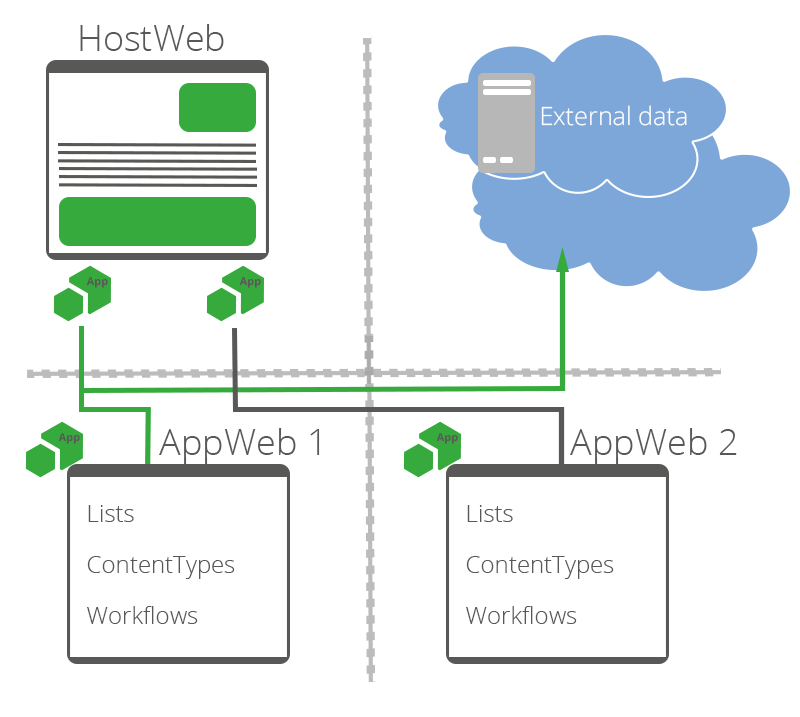 HostWeb
External data
App
App
App
AppWeb 1
App
AppWeb 2
Lists
ContentTypes
Workflows
Lists
ContentTypes
Workflows